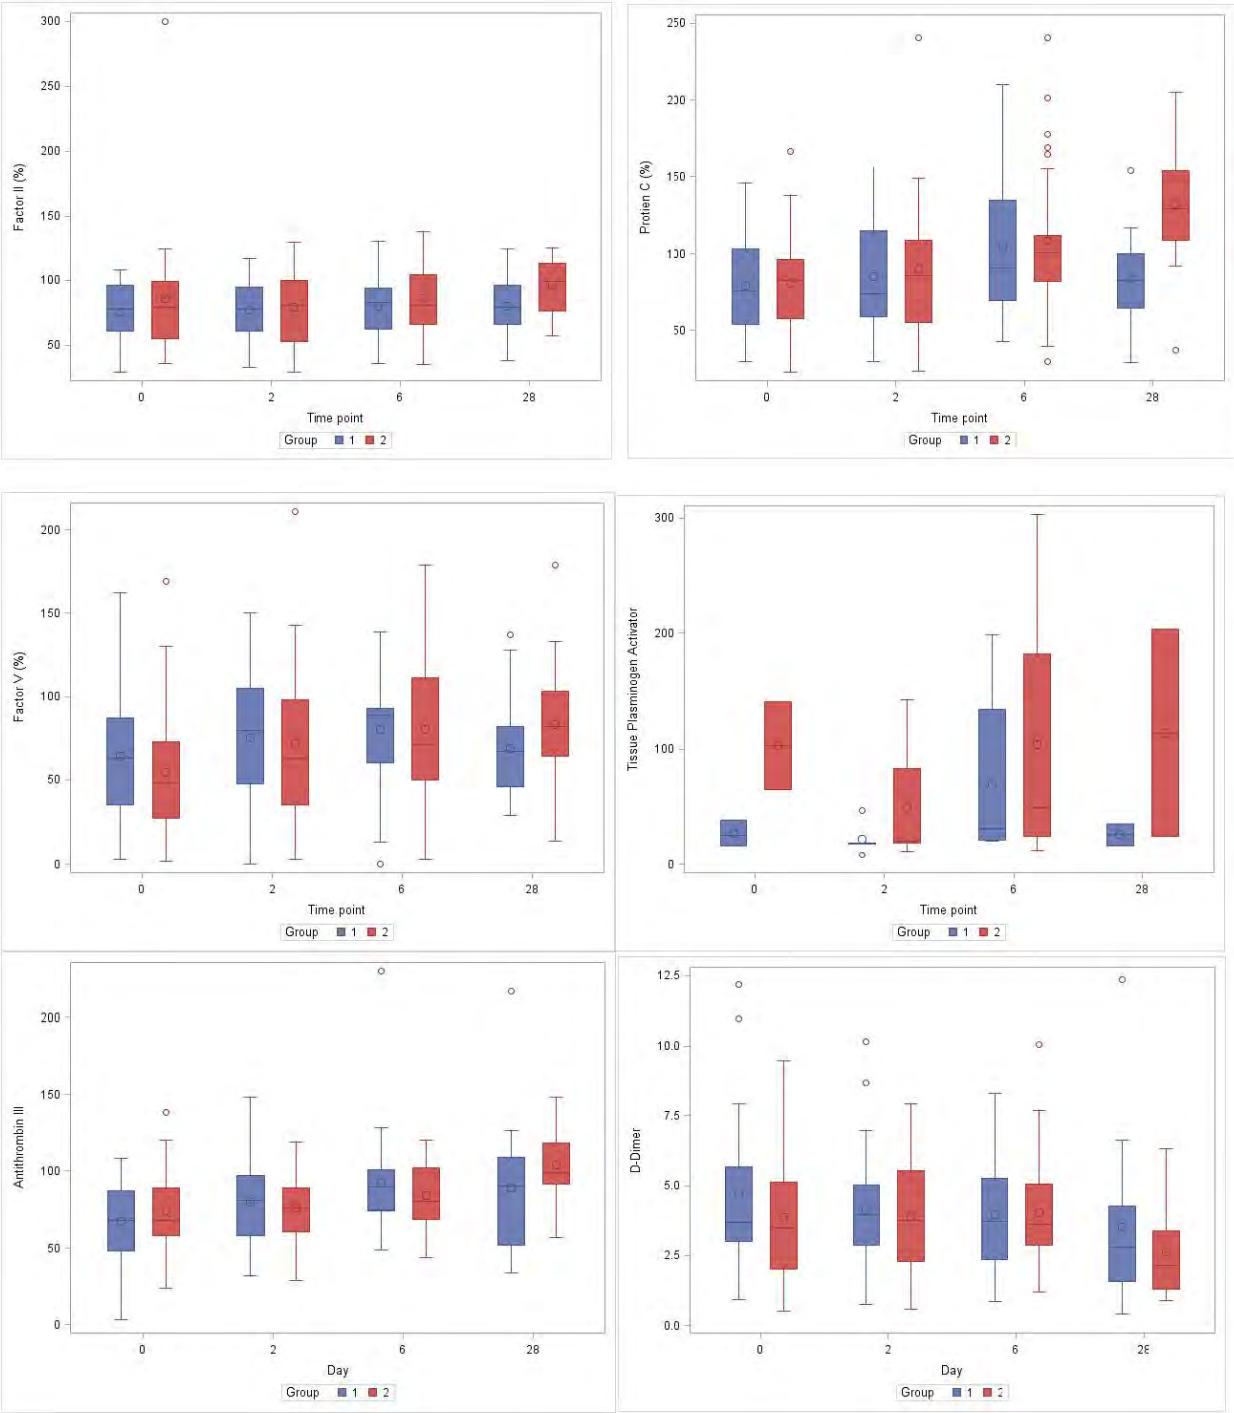 300
250
200
150
100
50
Factor II (%)
0 2 6 28
Time point
Group 1 2
250
200
150
100
50
Protien C (%)
0 2 6 28
Time point
Group 1 2
200
150
100
50
0
Factor V (%)
0 2 6 28
Time point
Group 1 2
300
200
100
0
Tissue Plasminogen Activator
0 2 6 28
Time point
Group 1 2
200
150
100
50
0
Antithrombin III
0 2 6 28
Day
Group 1 2
12.5
10.0
7.5
5.0
2.5
0.0
D-Dimer
0 2 6 28
Day
Group 1 2